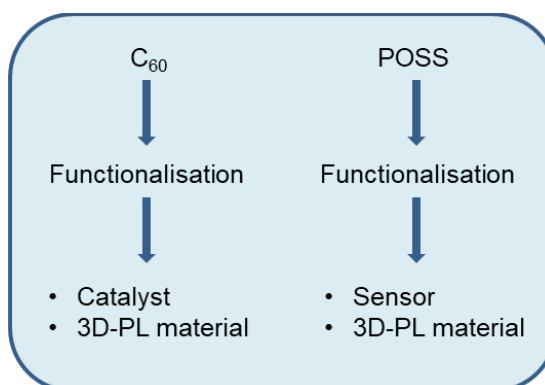 C₆₀
POSS
Functionalisation
Functionalisation
• Catalyst
• 3D-PL material
• Sensor
• 3D-PL material